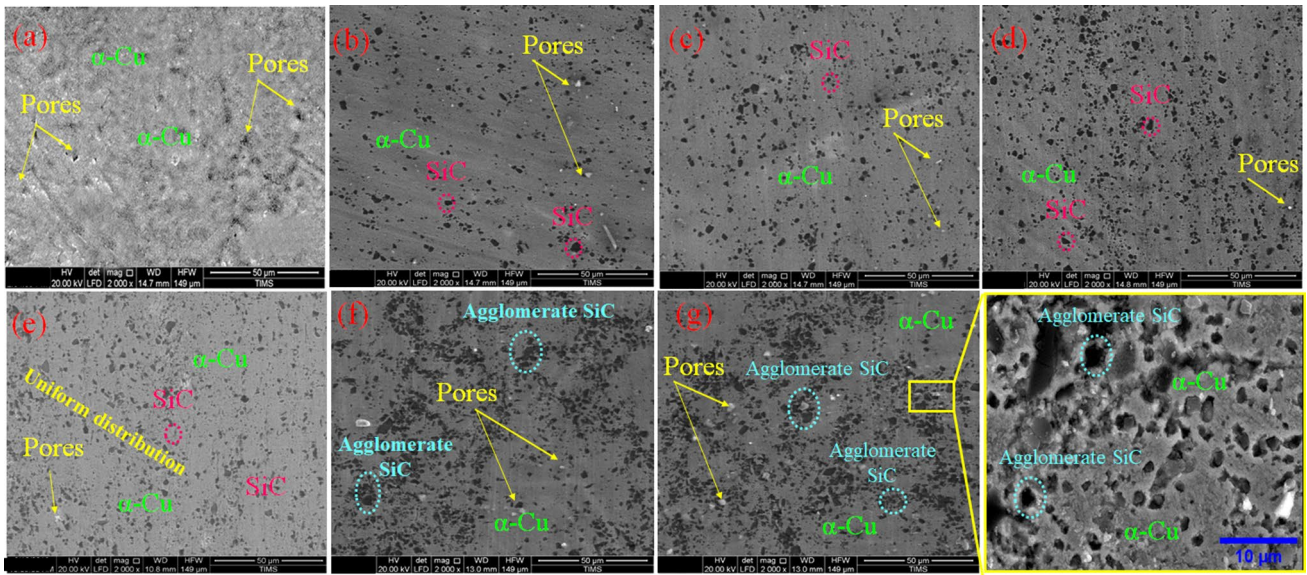 (a)
α-Cu
Pores
Pores
α-Cu
HV det mag □ WD HFW 50 µm
20.00 kV LFD 2 000 x 14.7 mm 149 µm TIMS
(b)
Pores
α-Cu
SiC
SiC
HV det mag □ WD HFW 50 µm
20.00 kV LFD 2 000 x 14.7 mm 149 µm TIMS
(c)
SiC
Pores
α-Cu
HV det mag □ WD HFW 50 µm
20.00 kV LFD 2 000 x 14.7 mm 149 µm TIMS
(d)
SiC
Pores
α-Cu
SiC
HV det mag □ WD HFW 50 µm
20.00 kV LFD 2 000 x 14.8 mm 149 µm TIMS
(e)
α-Cu
Uniform distribution
SiC
Pores
SiC
α-Cu
HV det mag □ WD HFW 50 µm
20.00 kV LFD 2 000 x 10.8 mm 149 µm TIMS
(f)
Agglomerate SiC
Pores
Agglomerate
SiC
α-Cu
HV det mag □ WD HFW 50 µm
20.00 kV LFD 2 000 x 13.0 mm 149 µm TIMS
(g)
α-Cu
Pores
Agglomerate SiC
Agglomerate
SiC
α-Cu
HV det mag □ WD HFW 50 µm
20.00 kV LFD 2 000 x 13.0 mm 149 µm TIMS
Agglomerate SiC
α-Cu
Agglomerate SiC
α-Cu
10 µm